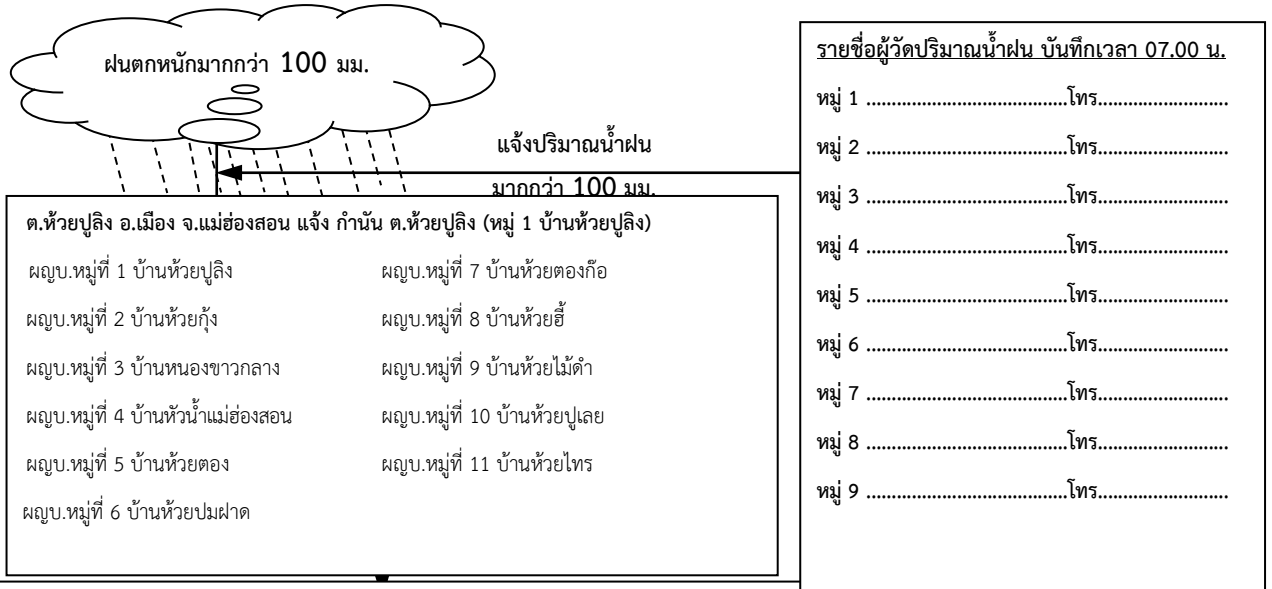 ฝนตกหนักมากกว่า 100 มม.
แจ้งปริมาณน้ำฝน
มากกว่า 100 มม.
ต.ห้วยปูลิง อ.เมือง จ.แม่ฮ่องสอน แจ้ง กำนัน ต.ห้วยปูลิง (หมู่ 1 บ้านห้วยปูลิง)
ผญบ.หมู่ที่ 1 บ้านห้วยปูลิง ผญบ.หมู่ที่ 7 บ้านห้วยตองก๊อ
ผญบ.หมู่ที่ 2 บ้านห้วยกุ้ง ผญบ.หมู่ที่ 8 บ้านห้วยฮี้
ผญบ.หมู่ที่ 3 บ้านหนองขาวกลาง ผญบ.หมู่ที่ 9 บ้านห้วยไม้ดำ
ผญบ.หมู่ที่ 4 บ้านหัวน้ำแม่ฮ่องสอน ผญบ.หมู่ที่ 10 บ้านห้วยปูเลย
ผญบ.หมู่ที่ 5 บ้านห้วยตอง ผญบ.หมู่ที่ 11 บ้านห้วยไทร
ผญบ.หมู่ที่ 6 บ้านห้วยปมฝาด
รายชื่อผู้วัดปริมาณน้ำฝน บันทึกเวลา 07.00 น.
หมู่ 1 ......................................โทร.........................
หมู่ 2 ......................................โทร.........................
หมู่ 3 ......................................โทร.........................
หมู่ 4 ......................................โทร.........................
หมู่ 5 ......................................โทร.........................
หมู่ 6 ......................................โทร.........................
หมู่ 7 ......................................โทร.........................
หมู่ 8 ......................................โทร.........................
หมู่ 9 ......................................โทร.........................